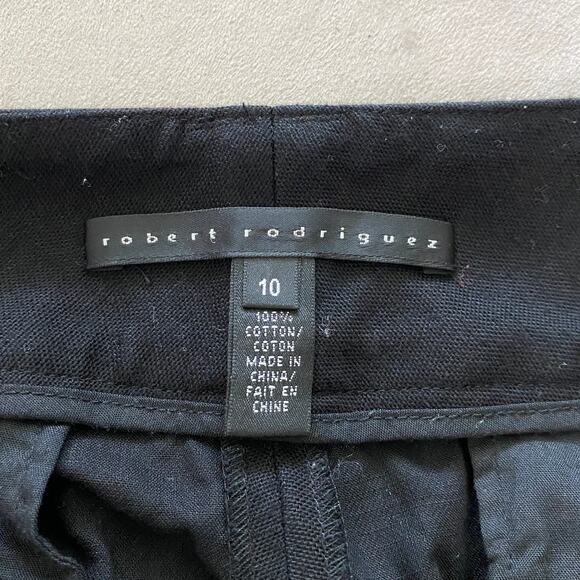 robert rodriguez
10
100%
COTTON/
COTON
MADE IN
CHINA/
FAIT EN
CHINE